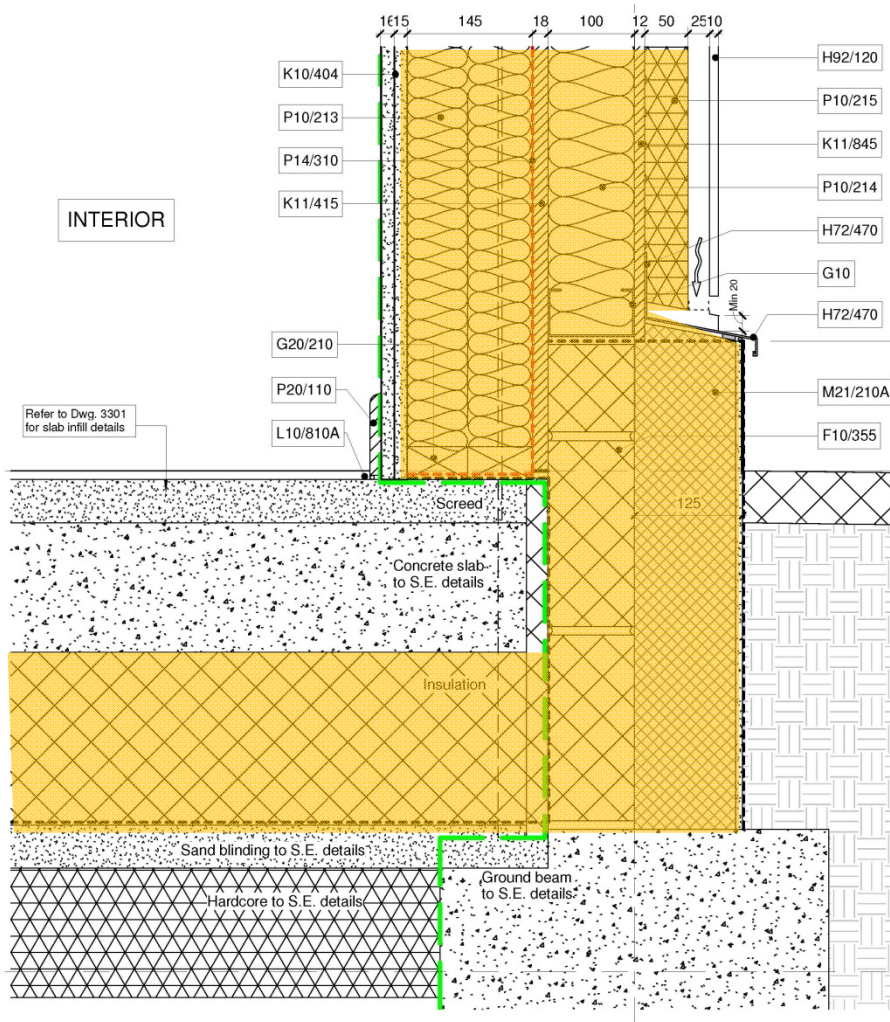 16 15 145 18 100 12 50 25 10
K10/404
P10/213
P14/310
K11/415
INTERIOR
G20/210
P20/110
L10/810A
Refer to Dwg. 3301
for slab infill details
H92/120
P10/215
K11/845
P10/214
H72/470
G10
Min 20
H72/470
M21/210A
F10/355
Screed
125
Concrete slab
to S.E. details
Insulation
Sand blinding to S.E. details
Ground beam
to S.E. details
Hardcore to S.E. details